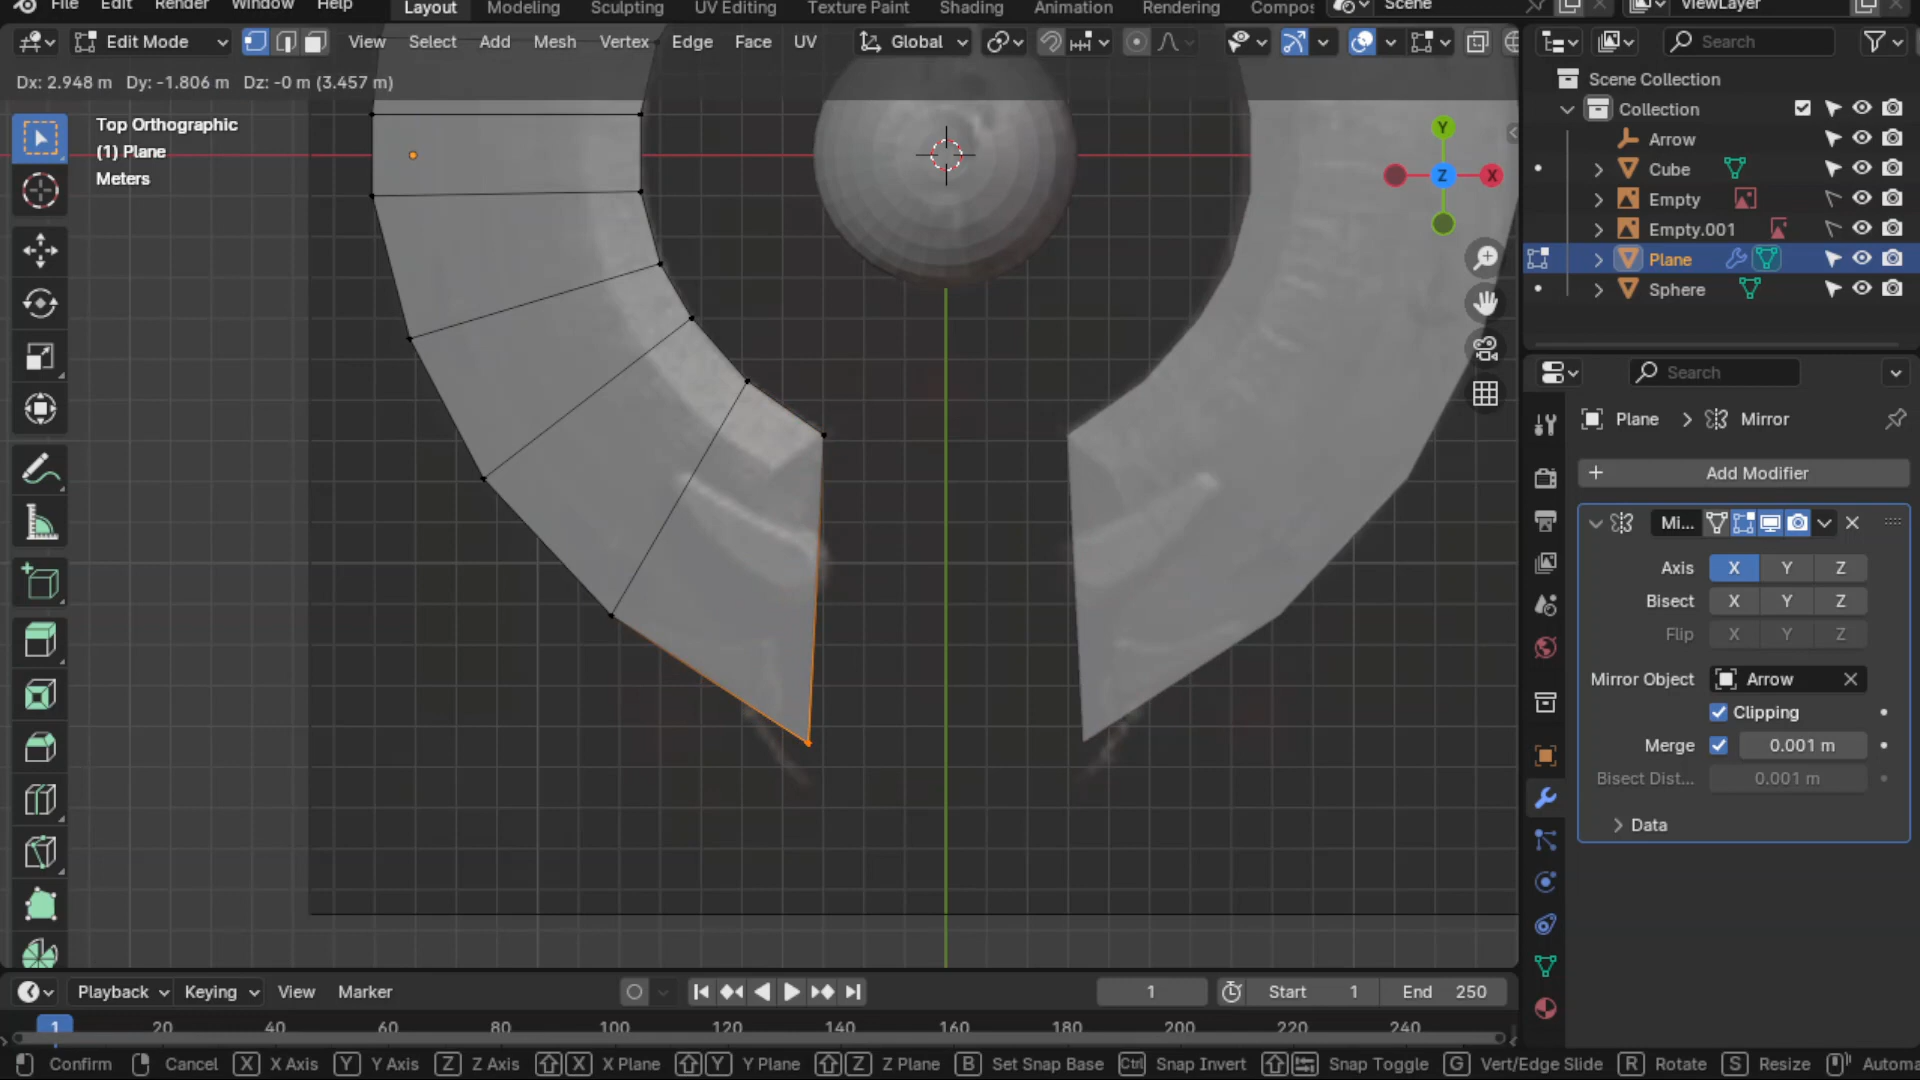 File Edit Render Window Help Layout Modeling Sculpting UV Editing Texture Paint Shading Animation Rendering Compos Scene ViewLayer
Edit Mode View Select Add Mesh Vertex Edge Face UV Global Search
Dx: 2.948 m Dy: -1.806 m Dz: -0 m (3.457 m)
Scene Collection
Collection
Top Orthographic
(1) Plane
Meters
Y
Z
X
Arrow
Cube
Empty
Empty.001
Plane
Sphere
Search
Plane > Mirror
+ Add Modifier
Mi...
Axis X Y Z
Bisect X Y Z
Flip X Y Z
Mirror Object Arrow
Clipping
Merge 0.001 m
Bisect Dist... 0.001 m
Data
Playback Keying View Marker 1 Start 1 End 250
1 20 40 60 80 100 120 140 160 180 200 220 240
Confirm Cancel X X Axis Y Y Axis Z Z Axis X X Plane Y Y Plane Z Z Plane B Set Snap Base Ctrl Snap Invert Snap Toggle G Vert/Edge Slide R Rotate S Resize Automa